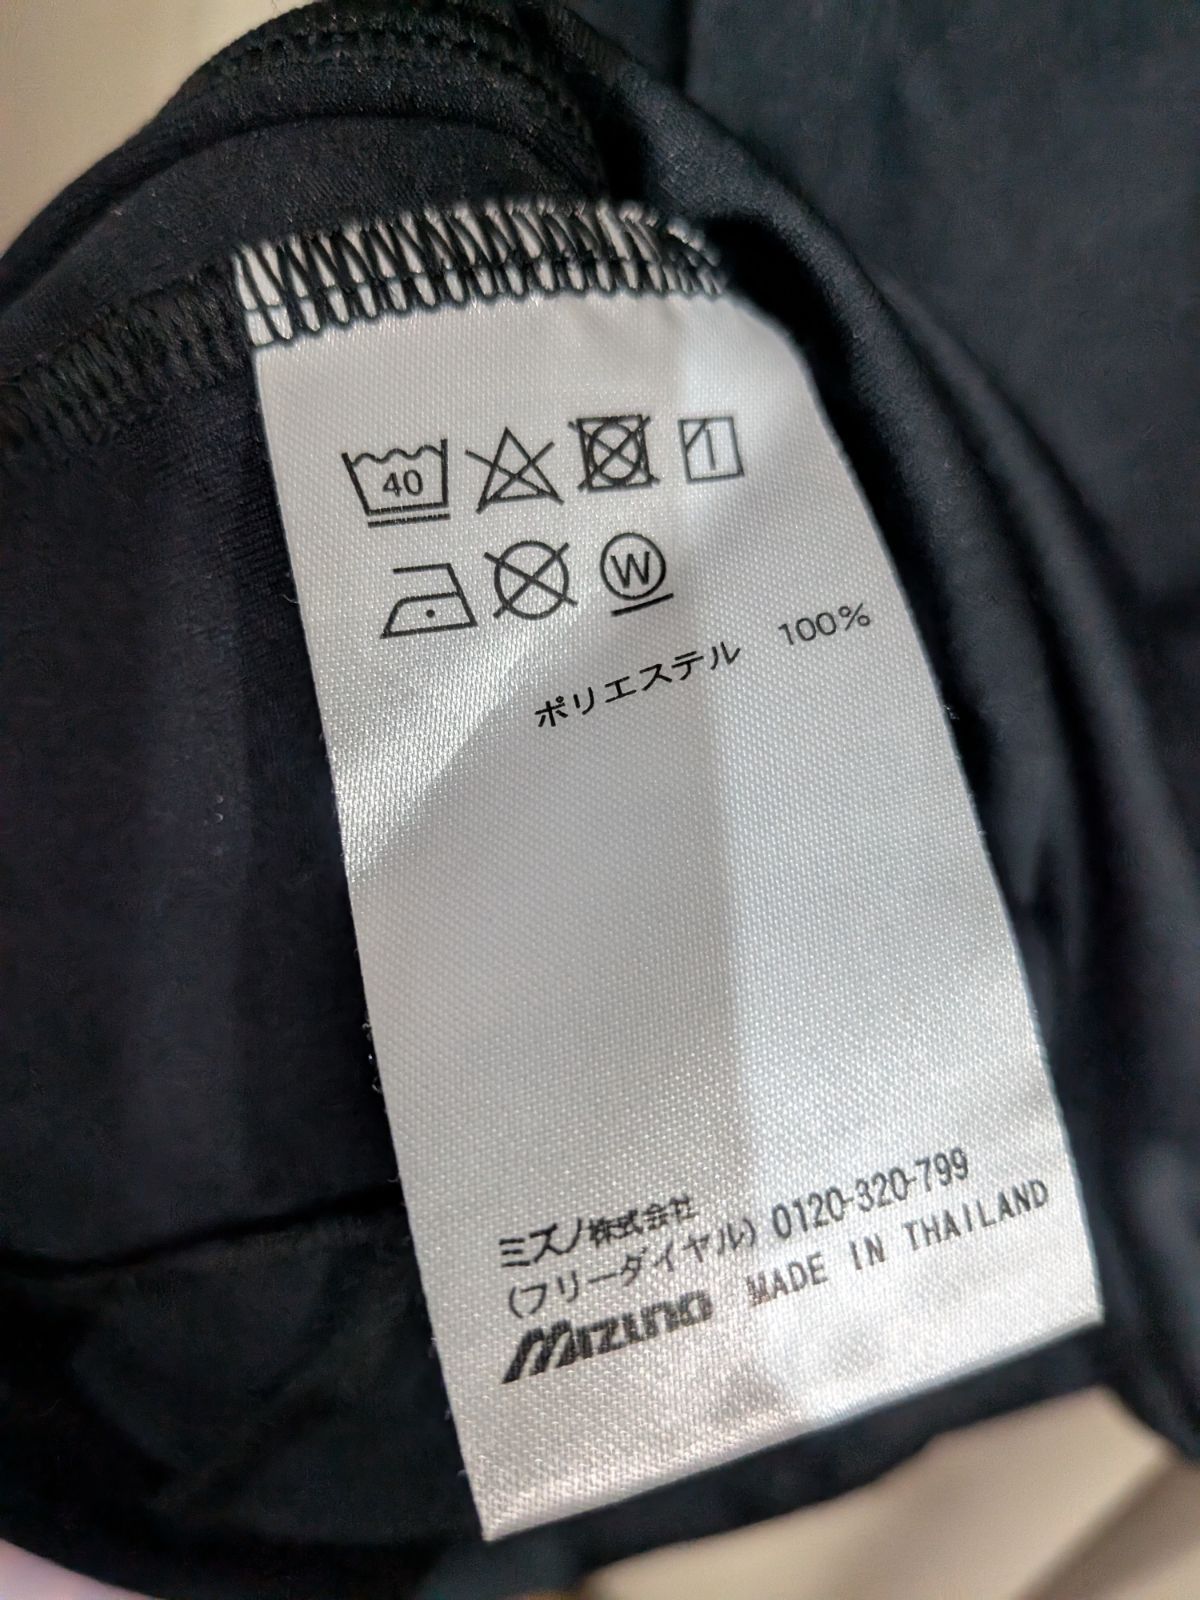 40
W
ポリエステル 100%
ミズノ株式会社
(フリーダイヤル) 0120-320-799
MIZUNO MADE IN THAILAND